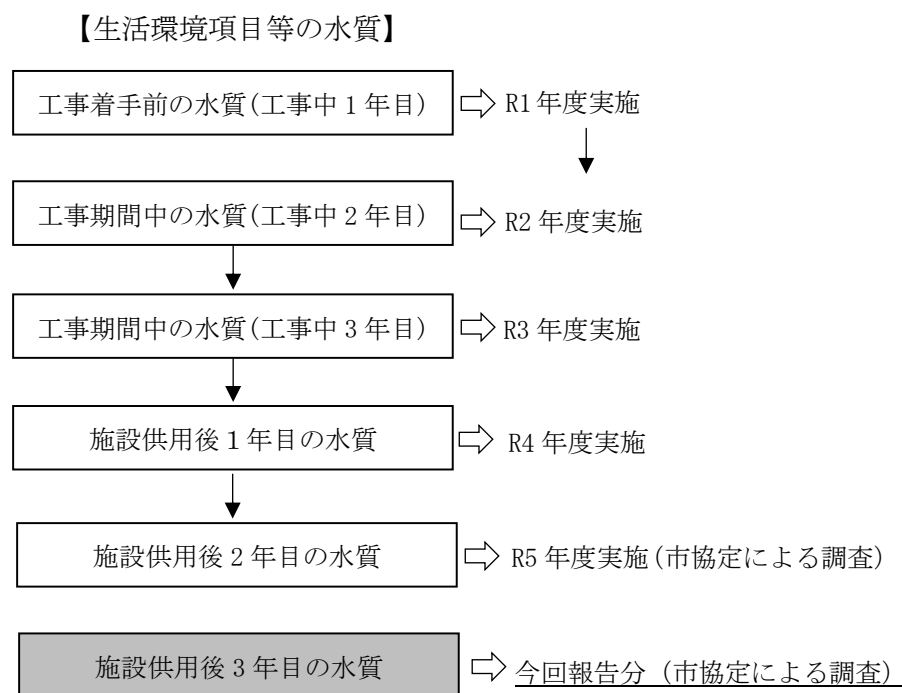 【生活環境項目等の水質】
工事着手前の水質(工事中1年目) R1年度実施
工事期間中の水質(工事中2年目) R2年度実施
工事期間中の水質(工事中3年目) R3年度実施
施設供用後1年目の水質 R4年度実施
施設供用後2年目の水質 R5年度実施(市協定による調査)
施設供用後3年目の水質 今回報告分（市協定による調査）